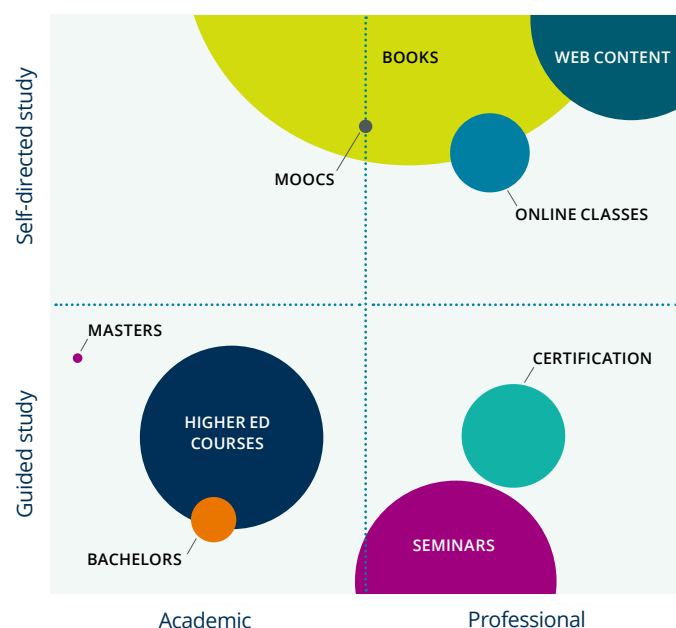 BOOKS
WEB CONTENT
MOOCS
ONLINE CLASSES
Self-directed study
MASTERS
CERTIFICATION
HIGHER ED
COURSES
Guided study
SEMINARS
BACHELORS
Academic
Professional